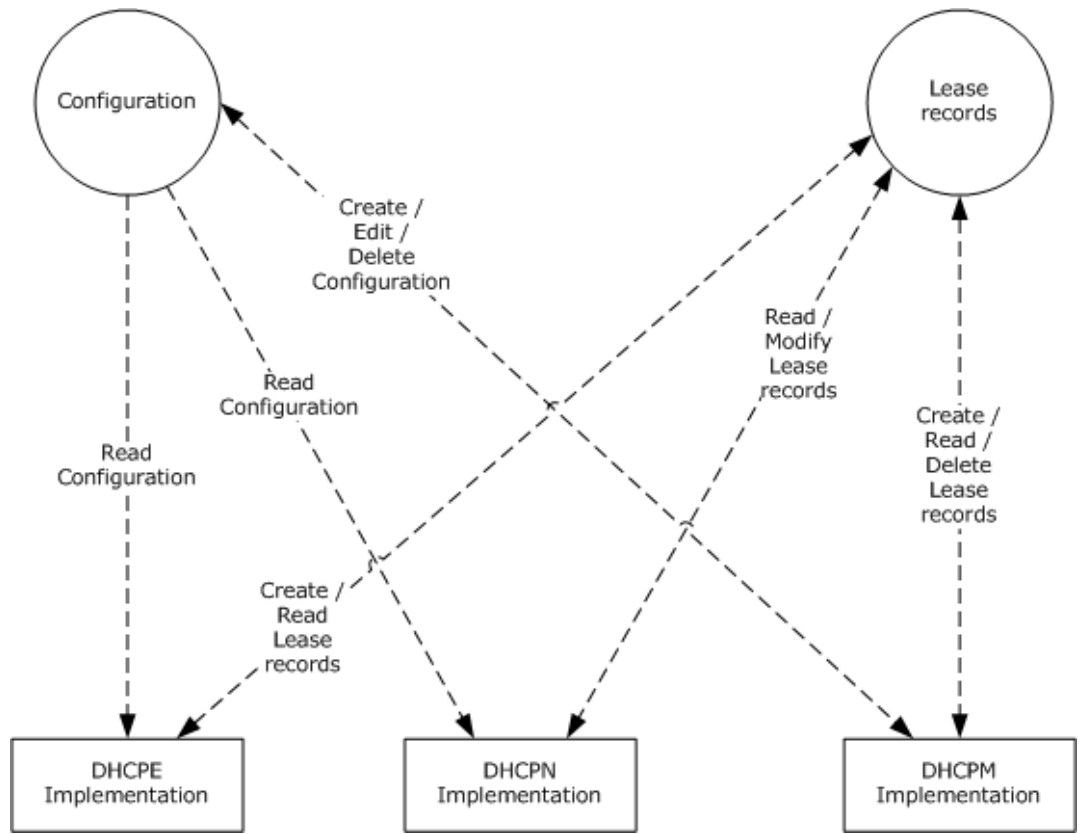 Configuration
Lease
records
Create /
Edit /
Delete
Configuration
Read /
Modify
Lease
records
Read
Configuration
Read
Configuration
Create /
Read /
Delete
Lease
records
Create /
Read
Lease
records
DHCPE
Implementation
DHCPN
Implementation
DHCPM
Implementation